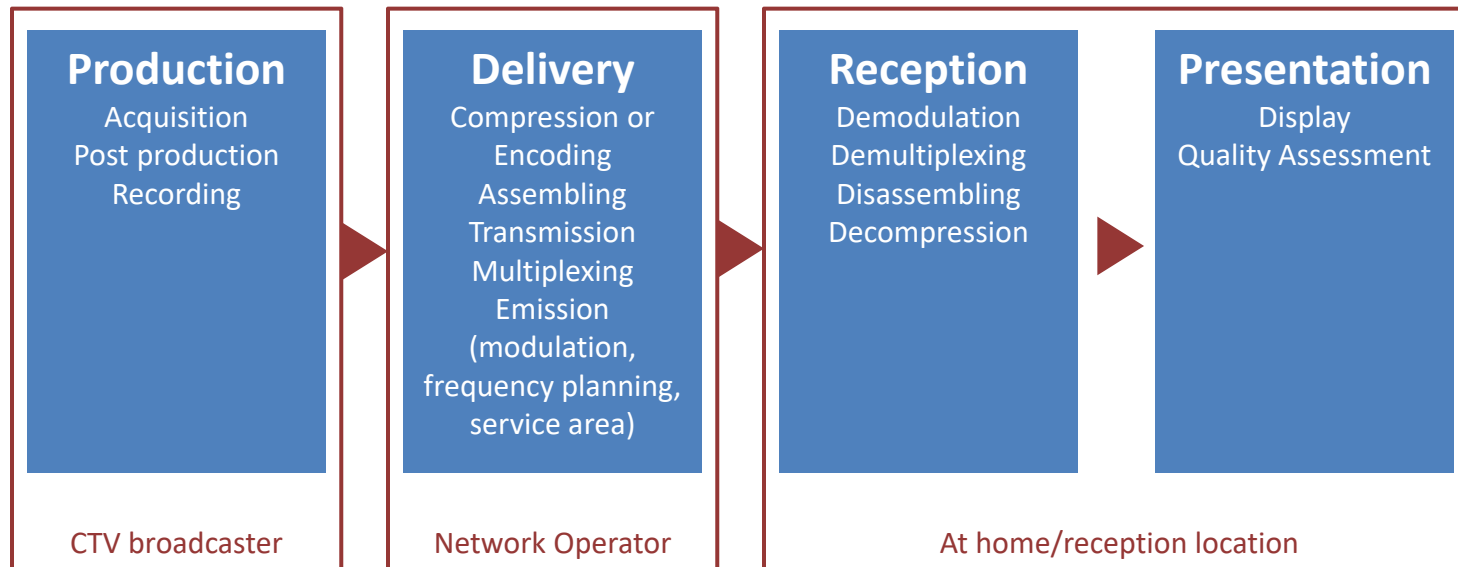 Production
Acquisition
Post production
Recording
CTV broadcaster
Delivery
Compression or
Encoding
Assembling
Transmission
Multiplexing
Emission
(modulation,
frequency planning,
service area)
Network Operator
Reception
Demodulation
Demultiplexing
Disassembling
Decompression
Presentation
Display
Quality Assessment
At home/reception location